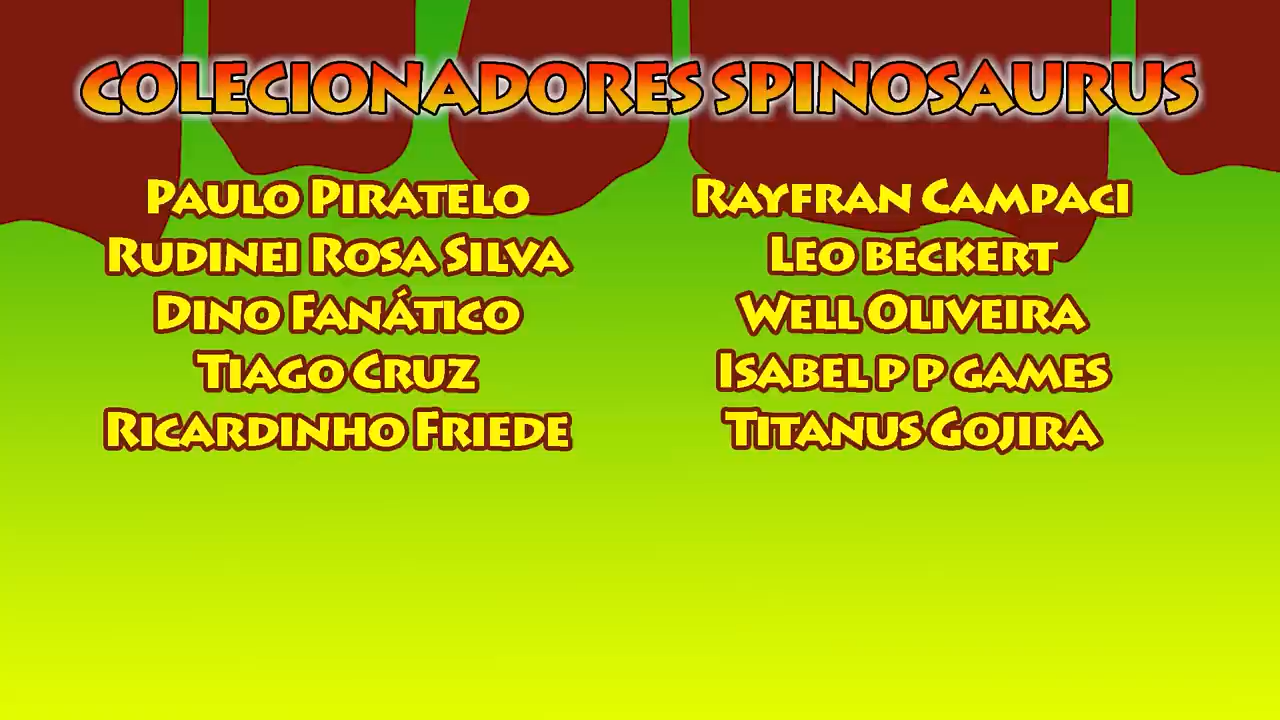 COLECIONADORES SPINOSAURUS
Paulo Piratelo
Rudinei Rosa Silva
Dino Fanático
Tiago Cruz
Ricardinho Friede
Rayfran Campaci
Leo beckert
Well Oliveira
Isabel p p games
Titanus Gojira